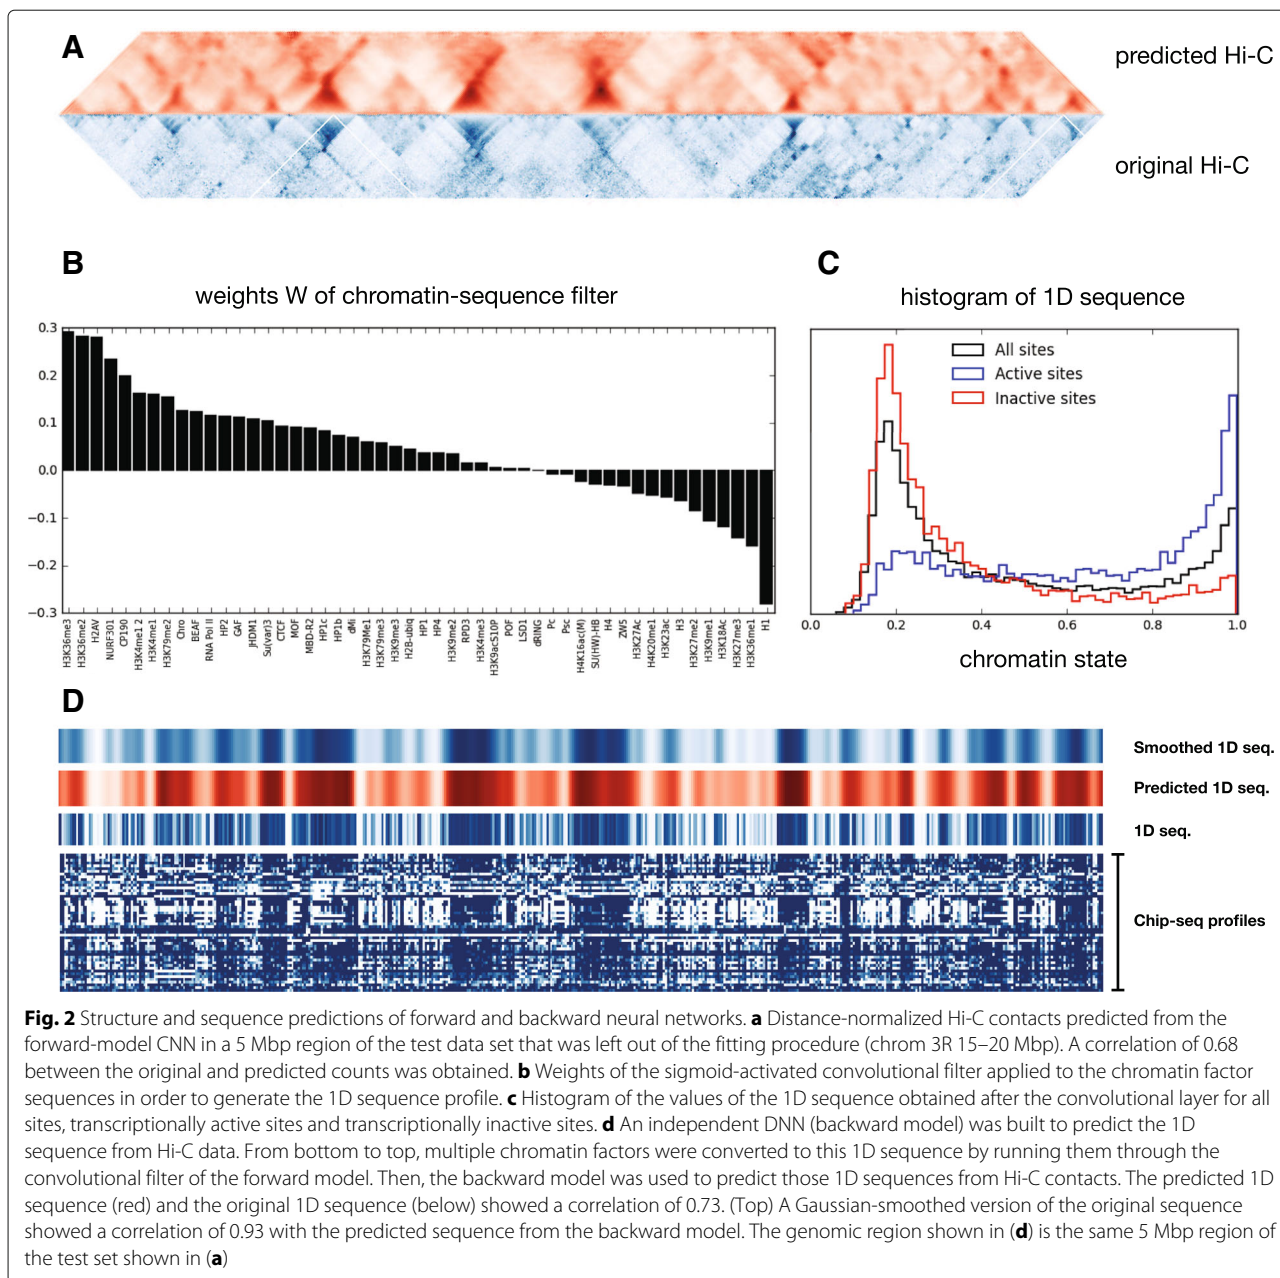 A
predicted Hi-C
original Hi-C
B
weights W of chromatin-sequence filter
0.3
0.2
0.1
0.0
−0.1
−0.2
−0.3
H3K36me3
H3K36me2
H2AV
NURF301
CP190
H3K4me1 2
H3K4me1
H3K79me2
Chro
BEAF
RNA Pol II
HP2
GAF
JHDM1
Su(var)3
CTCF
MOF
MBD-R2
HP1c
HP1b
dMi
H3K79Me1
H3K79me3
H3K9me3
H2B-ubiq
HP1
HP4
H3K9me2
RPD3
H3K4me3
H3K9acS10P
POF
LSD1
dRING
Pc
Psc
H4K16ac(M)
SU(HW)-HB
H4
ZW5
H3K27Ac
H4K20me1
H3K23ac
H3
H3K27me2
H3K9me1
H3K18Ac
H3K27me3
H3K36me1
H1
C
histogram of 1D sequence
All sites
Active sites
Inactive sites
0.0 0.2 0.4 0.6 0.8 1.0
chromatin state
D
Smoothed 1D seq.
Predicted 1D seq.
1D seq.
Chip-seq profiles
Fig. 2 Structure and sequence predictions of forward and backward neural networks. a Distance-normalized Hi-C contacts predicted from the
forward-model CNN in a 5 Mbp region of the test data set that was left out of the fitting procedure (chrom 3R 15–20 Mbp). A correlation of 0.68
between the original and predicted counts was obtained. b Weights of the sigmoid-activated convolutional filter applied to the chromatin factor
sequences in order to generate the 1D sequence profile. c Histogram of the values of the 1D sequence obtained after the convolutional layer for all
sites, transcriptionally active sites and transcriptionally inactive sites. d An independent DNN (backward model) was built to predict the 1D
sequence from Hi-C data. From bottom to top, multiple chromatin factors were converted to this 1D sequence by running them through the
convolutional filter of the forward model. Then, the backward model was used to predict those 1D sequences from Hi-C contacts. The predicted 1D
sequence (red) and the original 1D sequence (below) showed a correlation of 0.73. (Top) A Gaussian-smoothed version of the original sequence
showed a correlation of 0.93 with the predicted sequence from the backward model. The genomic region shown in (d) is the same 5 Mbp region of
the test set shown in (a)